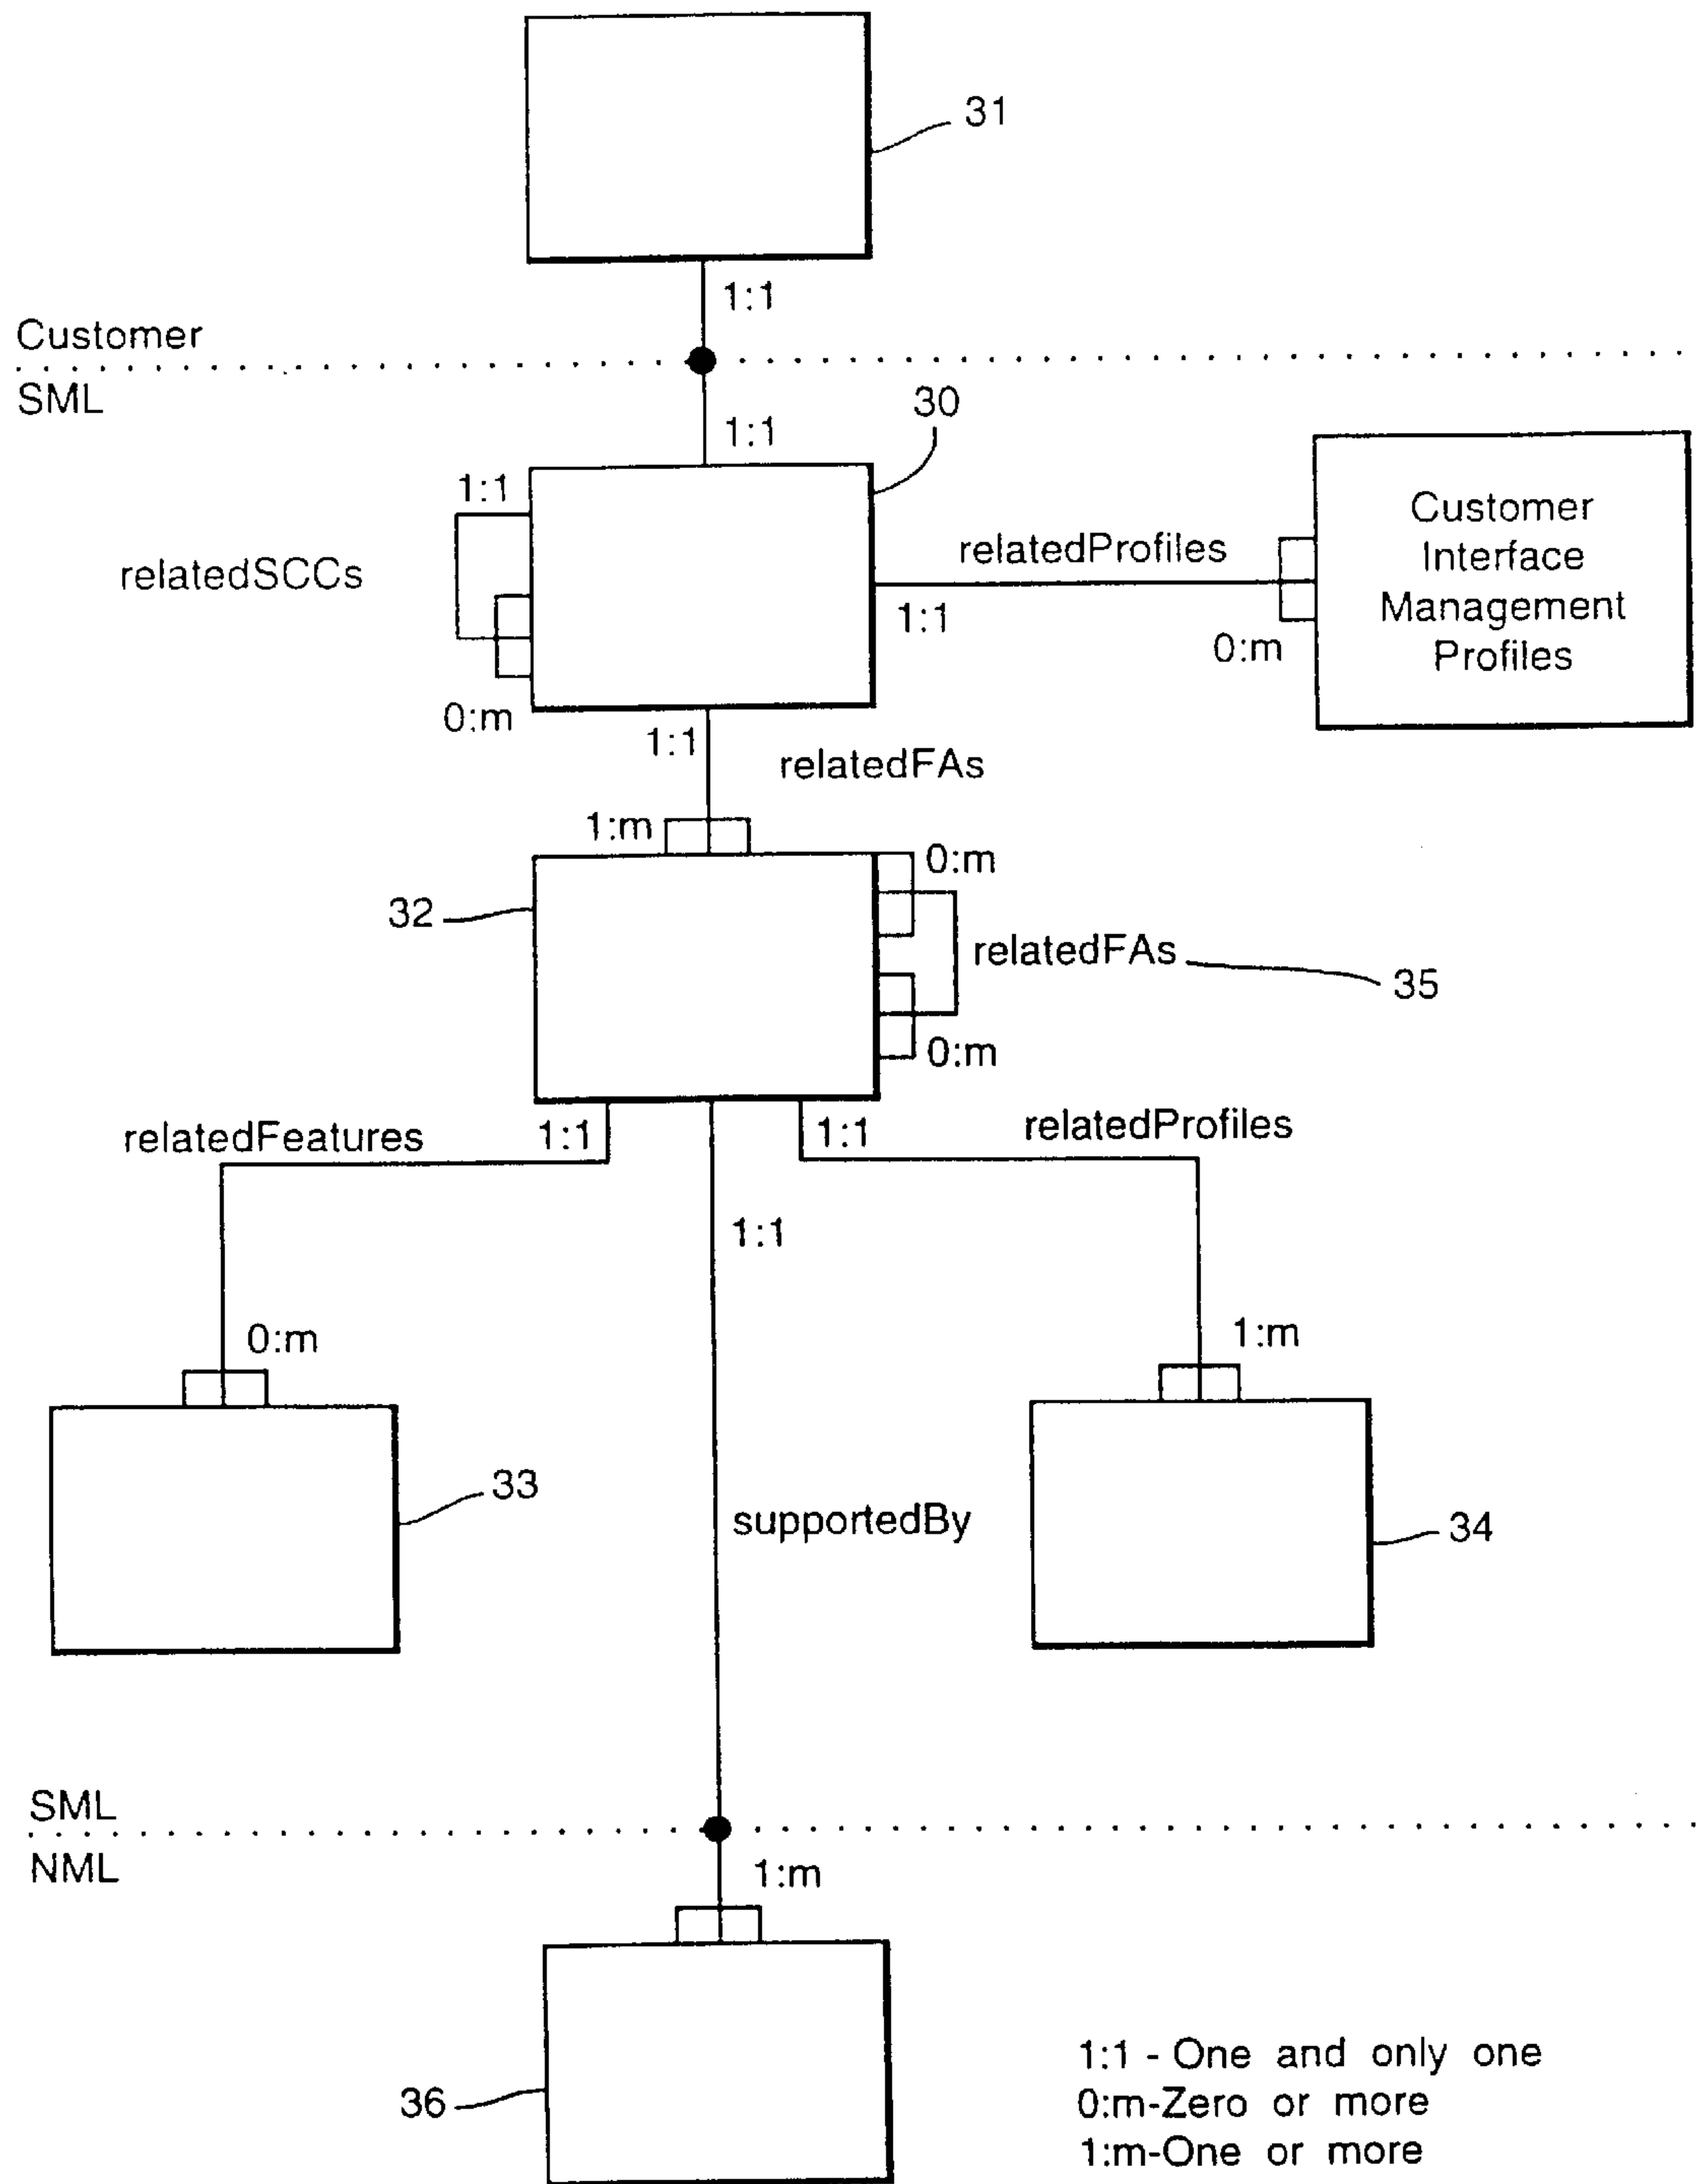 31
1:1
Customer
SML
30
1:1
1:1
relatedSCCs
relatedProfiles
Customer
Interface
Management
Profiles
1:1
0:m
0:m
1:1
relatedFAs
1:m
0:m
32
relatedFAs
35
0:m
relatedFeatures
1:1
1:1
relatedProfiles
1:1
0:m
1:m
33
supportedBy
34
SML
NML
1:m
36
1:1 - One and only one
0:m-Zero or more
1:m-One or more